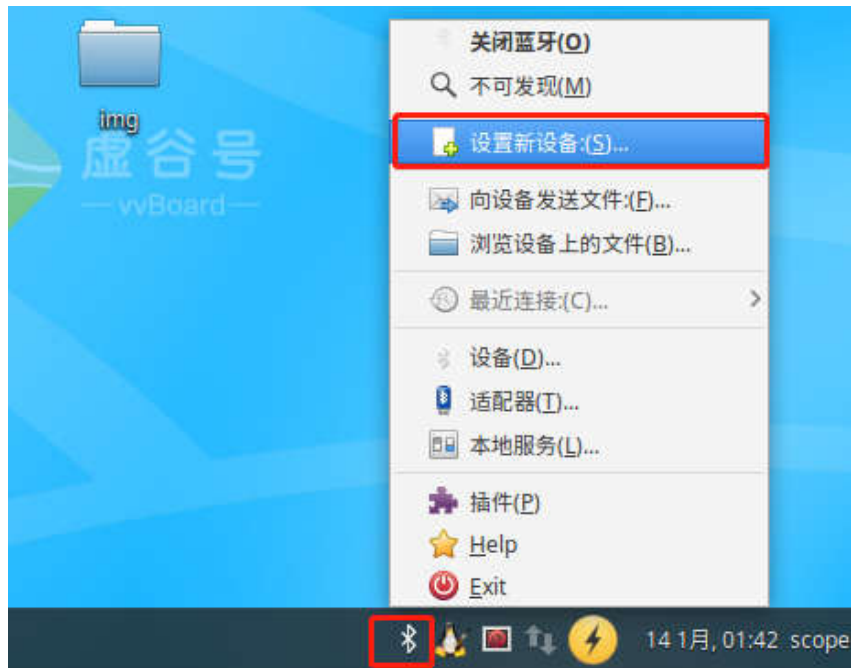 img
虚谷号
vvBoard
关闭蓝牙(O)
不可发现(M)
设置新设备:(S)...
向设备发送文件:(F)...
浏览设备上的文件(B)...
最近连接:(C)...
设备(D)...
适配器(T)...
本地服务(L)...
插件(P)
Help
Exit
14 1月, 01:42 scope